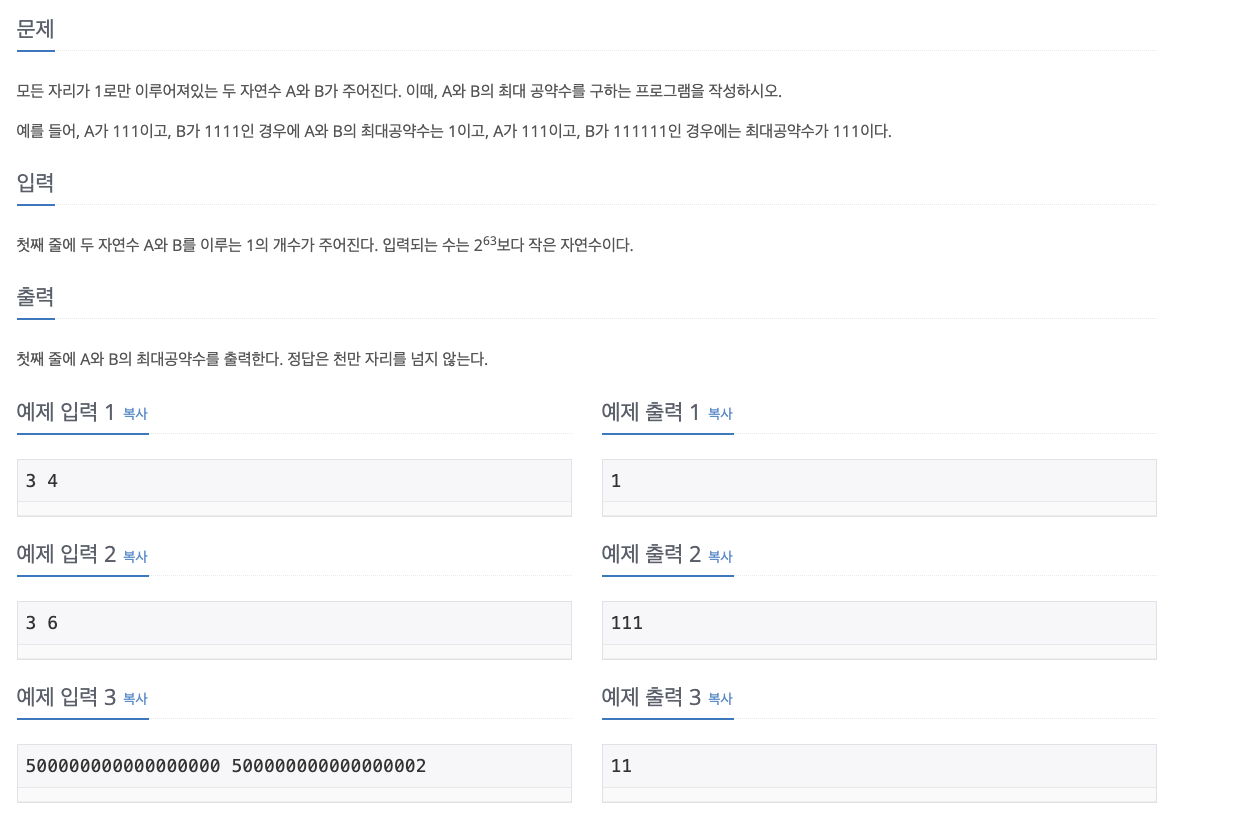 문제
모든 자리가 1로만 이루어져있는 두 자연수 A와 B가 주어진다. 이때, A와 B의 최대 공약수를 구하는 프로그램을 작성하시오.
예를 들어, A가 111이고, B가 1111인 경우에 A와 B의 최대공약수는 1이고, A가 111이고, B가 111111인 경우에는 최대공약수가 111이다.
입력
첫째 줄에 두 자연수 A와 B를 이루는 1의 개수가 주어진다. 입력되는 수는 2^63보다 작은 자연수이다.
출력
첫째 줄에 A와 B의 최대공약수를 출력한다. 정답은 천만 자리를 넘지 않는다.
예제 입력 1 복사
3 4
예제 출력 1 복사
1
예제 입력 2 복사
3 6
예제 출력 2 복사
111
예제 입력 3 복사
500000000000000000 500000000000000002
예제 출력 3 복사
11